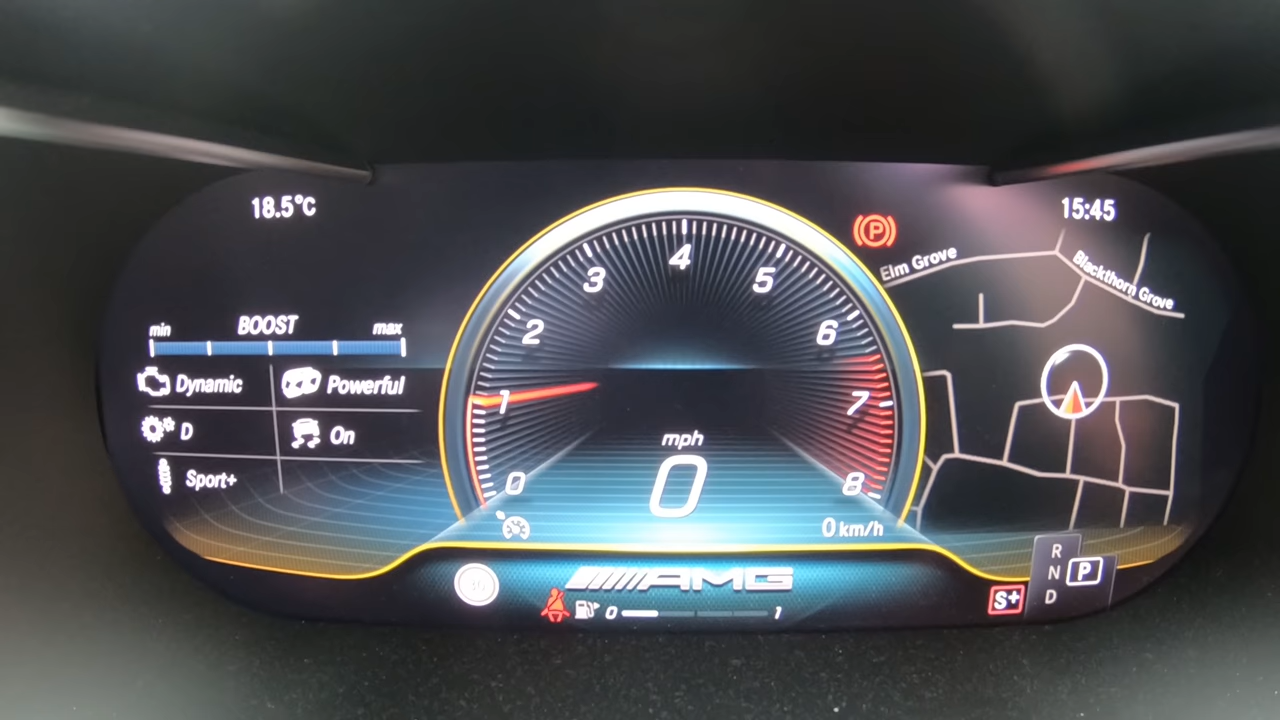 18.5°C
15:45
P
Elm Grove
Blackthorn Grove
min BOOST max
Dynamic
Powerful
D
On
Sport+
0
1
2
3
4
5
6
7
8
mph
0
0 km/h
AMG
0 1
S+
R
N
D
P